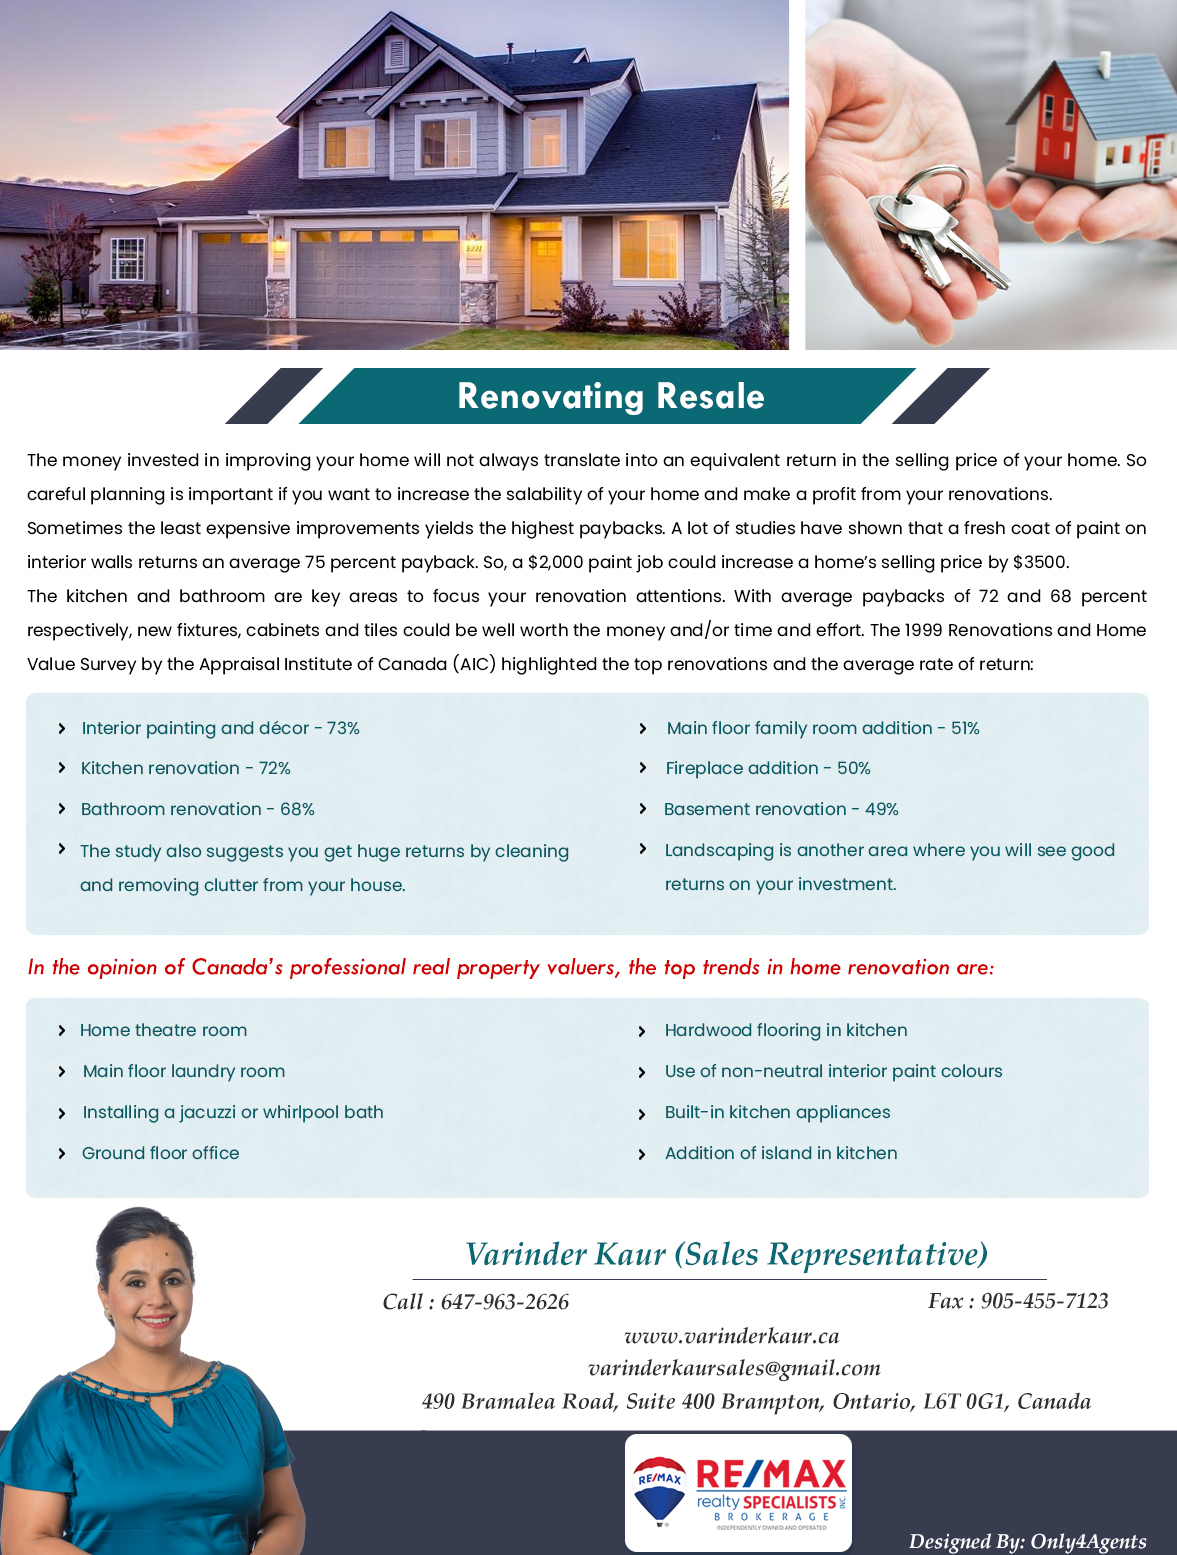 Renovating Resale
The money invested in improving your home will not always translate into an equivalent return in the selling price of your home. So
careful planning is important if you want to increase the salability of your home and make a profit from your renovations.
Sometimes the least expensive improvements yields the highest paybacks. A lot of studies have shown that a fresh coat of paint on
interior walls returns an average 75 percent payback. So, a $2,000 paint job could increase a home's selling price by $3500.
The kitchen and bathroom are key areas to focus your renovation attentions. With average paybacks of 72 and 68 percent
respectively, new fixtures, cabinets and tiles could be well worth the money and/or time and effort. The 1999 Renovations and Home
Value Survey by the Appraisal Institute of Canada (AIC) highlighted the top renovations and the average rate of return:
Interior painting and décor - 73%
Kitchen renovation - 72%
Bathroom renovation - 68%
The study also suggests you get huge returns by cleaning
and removing clutter from your house.
Main floor family room addition - 51%
Fireplace addition - 50%
Basement renovation - 49%
Landscaping is another area where you will see good
returns on your investment.
In the opinion of Canada's professional real property valuers, the top trends in home renovation are:
Home theatre room
Main floor laundry room
Installing a jacuzzi or whirlpool bath
Ground floor office
Hardwood flooring in kitchen
Use of non-neutral interior paint colours
Built-in kitchen appliances
Addition of island in kitchen
Varinder Kaur (Sales Representative)
Call : 647-963-2626
Fax : 905-455-7123
www.varinderkaur.ca
varinderkaursales@gmail.com
490 Bramalea Road, Suite 400 Brampton, Ontario, L6T 0G1, Canada
RE/MAX
RE/MAX
realty SPECIALISTS INC.
BROKERAGE
INDEPENDENTLY OWNED AND OPERATED
Designed By: Only4Agents